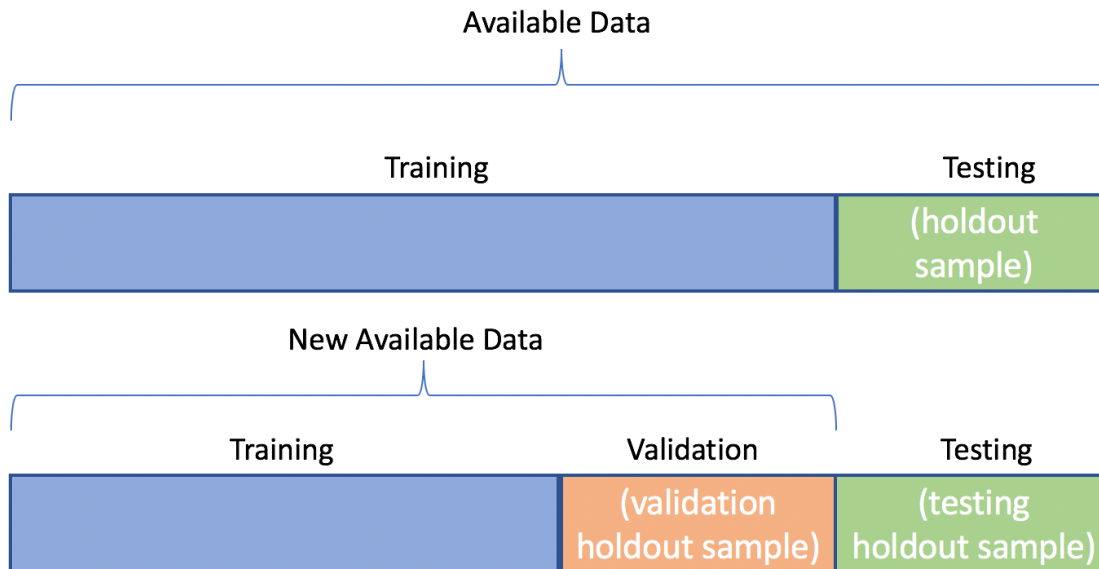 Available Data
Training
Testing
(holdout
sample)
New Available Data
Training
Validation
Testing
(validation
holdout sample)
(testing
holdout sample)